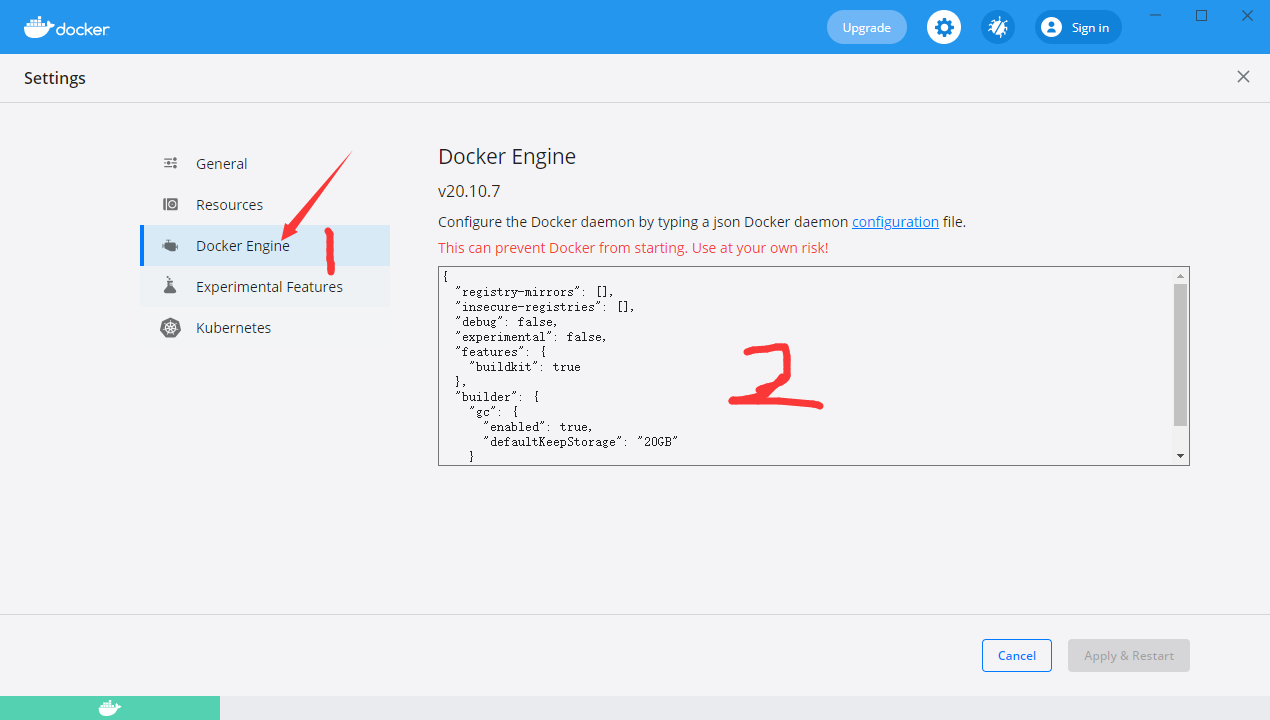 docker
Upgrade
Sign in
Settings
General
Resources
Docker Engine
1
Experimental Features
Kubernetes
Docker Engine
v20.10.7
Configure the Docker daemon by typing a json Docker daemon configuration file.
This can prevent Docker from starting. Use at your own risk!
{
"registry-mirrors": [],
"insecure-registries": [],
"debug": false,
"experimental": false,
"features": {
"buildkit": true
},
"builder": {
"gc": {
"enabled": true,
"defaultKeepStorage": "20GB"
}
2
Cancel
Apply & Restart